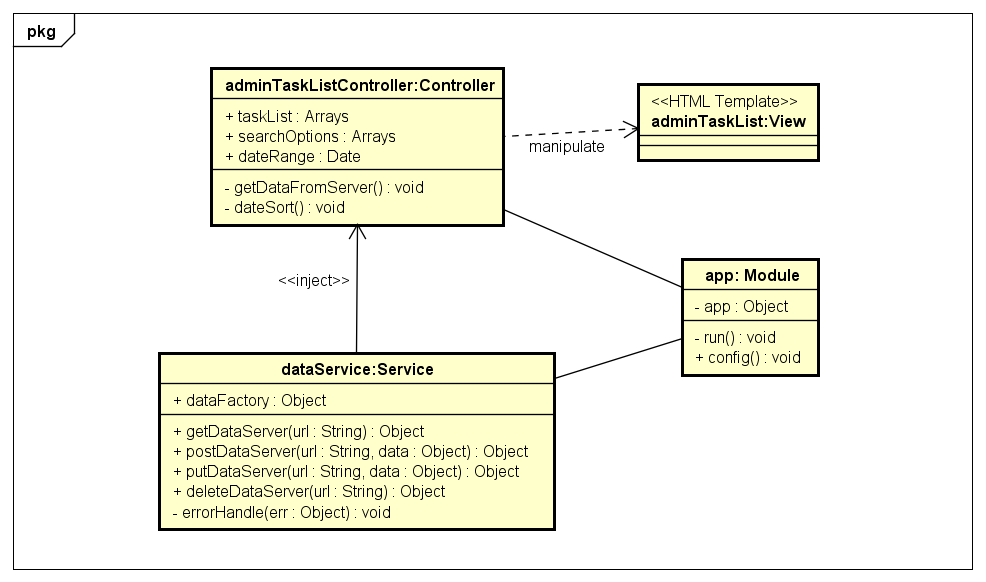 pkg
adminTaskListController:Controller
+ taskList : Arrays
+ searchOptions : Arrays
+ dateRange : Date
- getDataFromServer() : void
- dateSort() : void
<<HTML Template>>
adminTaskList:View
manipulate
<<inject>>
app: Module
- app : Object
- run() : void
+ config() : void
dataService:Service
+ dataFactory : Object
+ getDataServer(url : String) : Object
+ postDataServer(url : String, data : Object) : Object
+ putDataServer(url : String, data : Object) : Object
+ deleteDataServer(url : String) : Object
- errorHandle(err : Object) : void